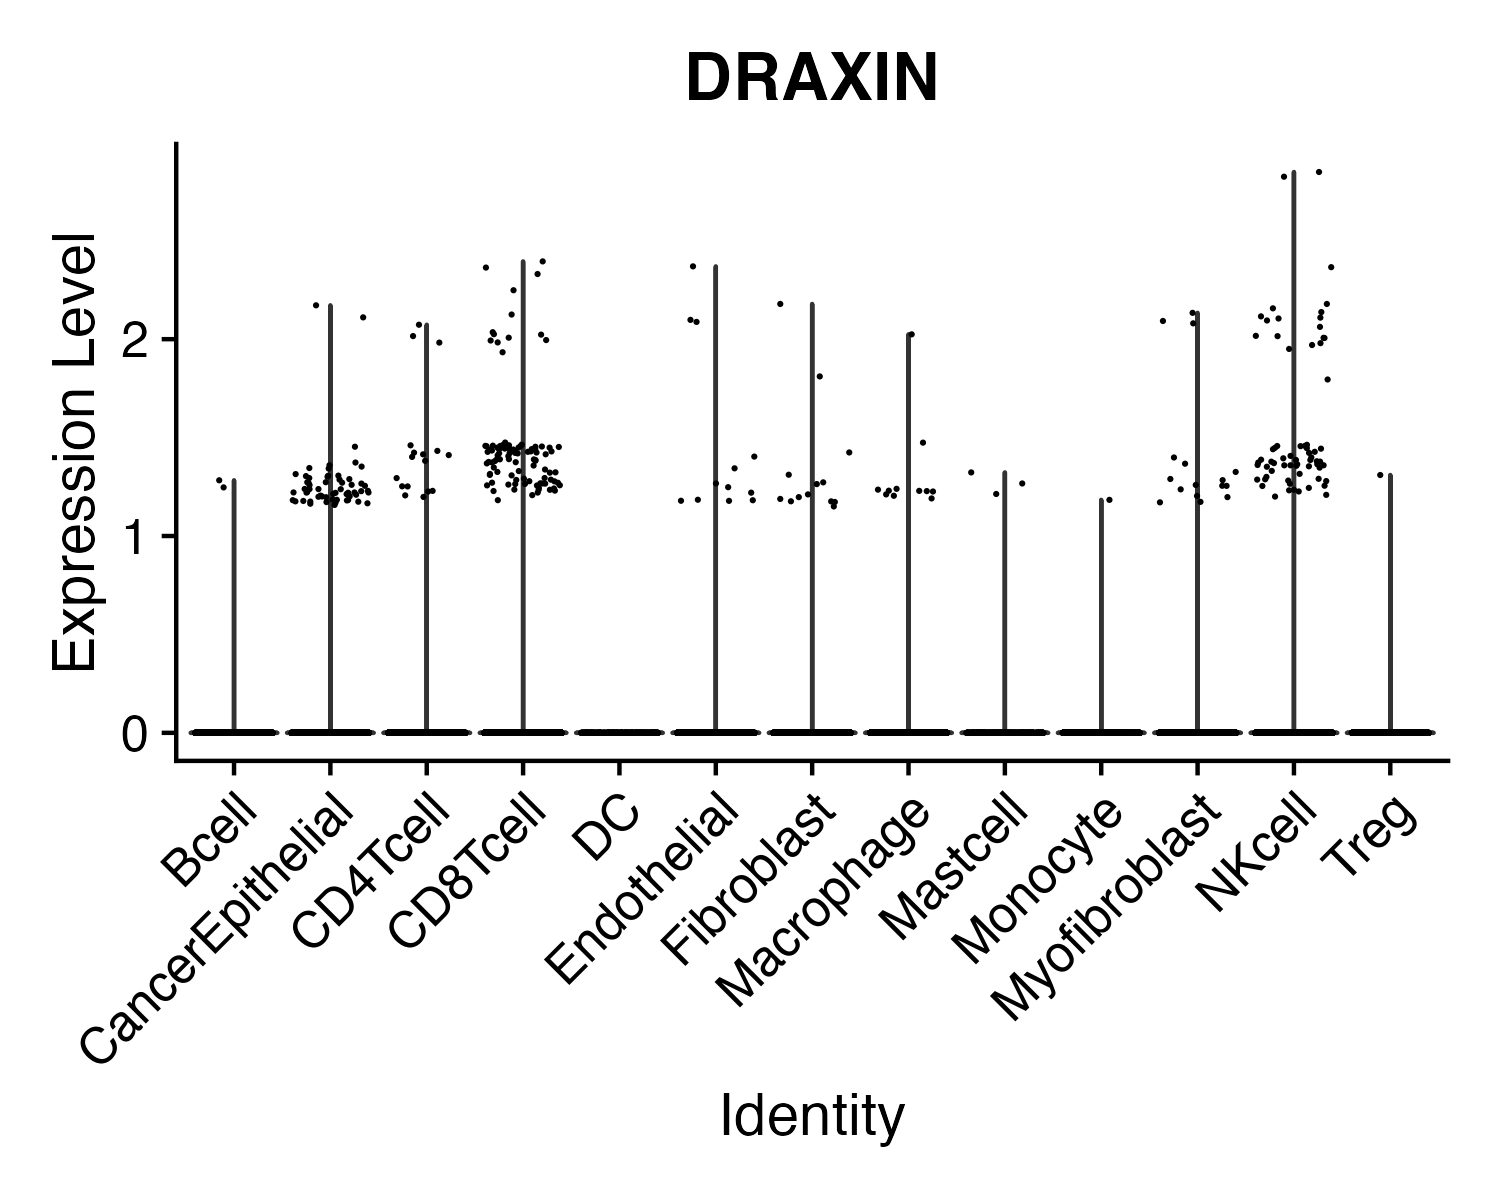 DRAXIN
Expression Level
2
1
0
Bcell
CancerEpithelial
CD4Tcell
CD8Tcell
DC
Endothelial
Fibroblast
Macrophage
Mastcell
Monocyte
Myofibroblast
NKcell
Treg
Identity